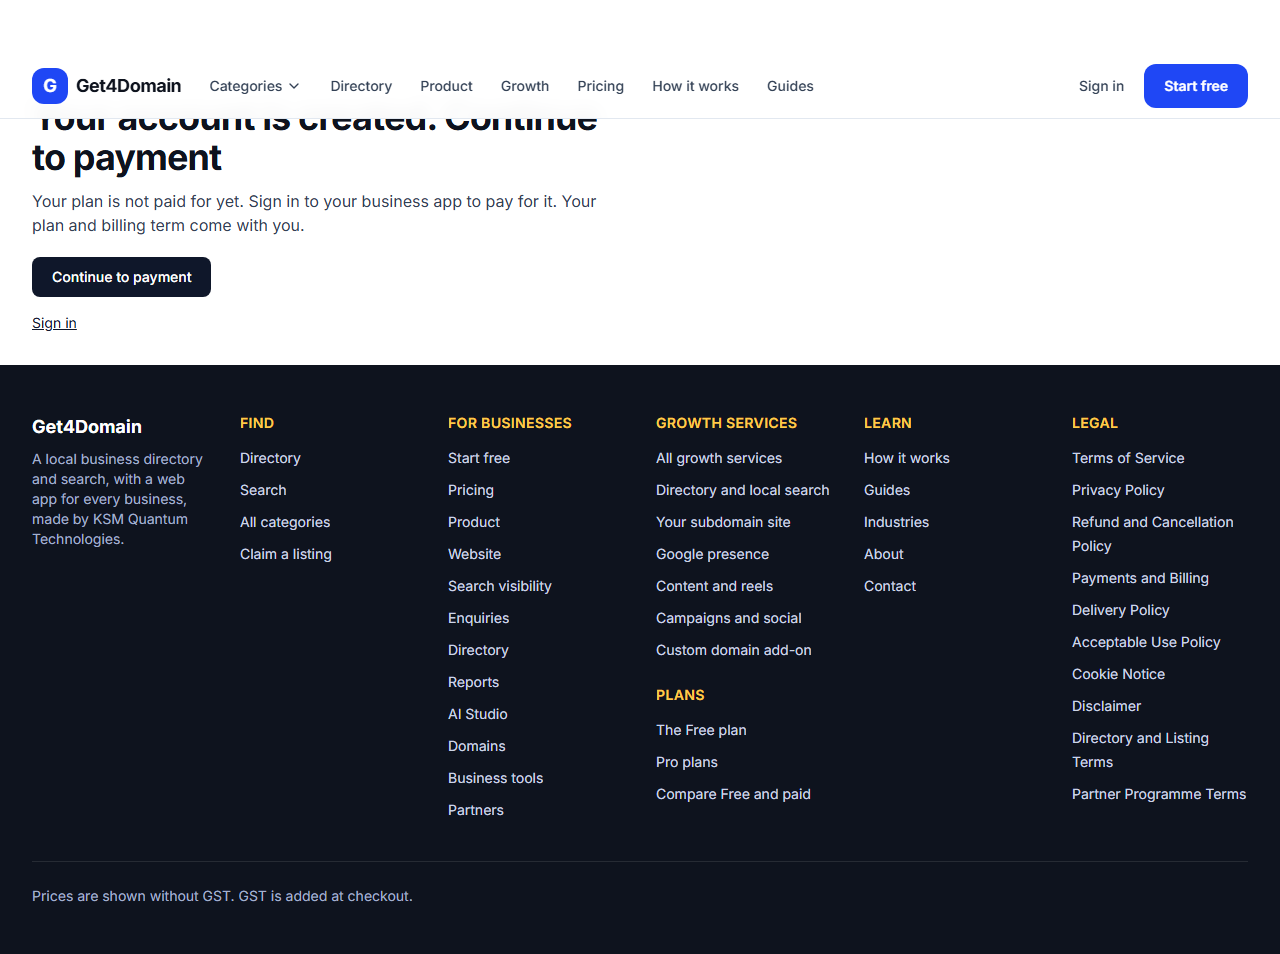 G Get4Domain Categories Directory Product Growth Pricing How it works Guides Sign in Start free
Your account is created. Continue
to payment
Your plan is not paid for yet. Sign in to your business app to pay for it. Your
plan and billing term come with you.
Continue to payment
Sign in
Get4Domain
A local business directory
and search, with a web
app for every business,
made by KSM Quantum
Technologies.
FIND
Directory
Search
All categories
Claim a listing
FOR BUSINESSES
Start free
Pricing
Product
Website
Search visibility
Enquiries
Directory
Reports
AI Studio
Domains
Business tools
Partners
GROWTH SERVICES
All growth services
Directory and local search
Your subdomain site
Google presence
Content and reels
Campaigns and social
Custom domain add-on
PLANS
The Free plan
Pro plans
Compare Free and paid
LEARN
How it works
Guides
Industries
About
Contact
LEGAL
Terms of Service
Privacy Policy
Refund and Cancellation
Policy
Payments and Billing
Delivery Policy
Acceptable Use Policy
Cookie Notice
Disclaimer
Directory and Listing
Terms
Partner Programme Terms
Prices are shown without GST. GST is added at checkout.